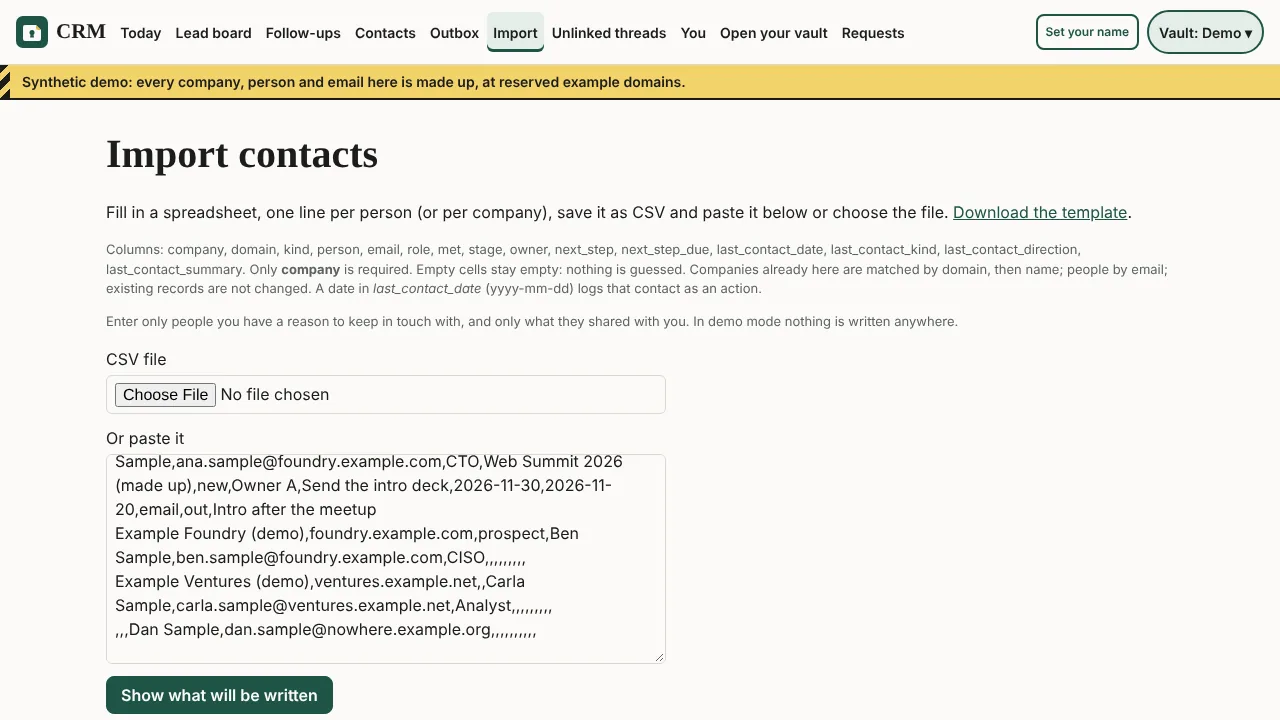 CRM Today Lead board Follow-ups Contacts Outbox Import Unlinked threads You Open your vault Requests Set your name Vault: Demo ▾
Synthetic demo: every company, person and email here is made up, at reserved example domains.
Import contacts
Fill in a spreadsheet, one line per person (or per company), save it as CSV and paste it below or choose the file. Download the template.
Columns: company, domain, kind, person, email, role, met, stage, owner, next_step, next_step_due, last_contact_date, last_contact_kind, last_contact_direction,
last_contact_summary. Only company is required. Empty cells stay empty: nothing is guessed. Companies already here are matched by domain, then name; people by email;
existing records are not changed. A date in last_contact_date (yyyy-mm-dd) logs that contact as an action.
Enter only people you have a reason to keep in touch with, and only what they shared with you. In demo mode nothing is written anywhere.
CSV file
Choose File No file chosen
Or paste it
Sample,ana.sample@foundry.example.com,CTO,Web Summit 2026
(made up),new,Owner A,Send the intro deck,2026-11-30,2026-11-
20,email,out,Intro after the meetup
Example Foundry (demo),foundry.example.com,prospect,Ben
Sample,ben.sample@foundry.example.com,CISO,,,,,,,,,
Example Ventures (demo),ventures.example.net,,Carla
Sample,carla.sample@ventures.example.net,Analyst,,,,,,,,,
,,,Dan Sample,dan.sample@nowhere.example.org,,,,,,,,,,
Show what will be written